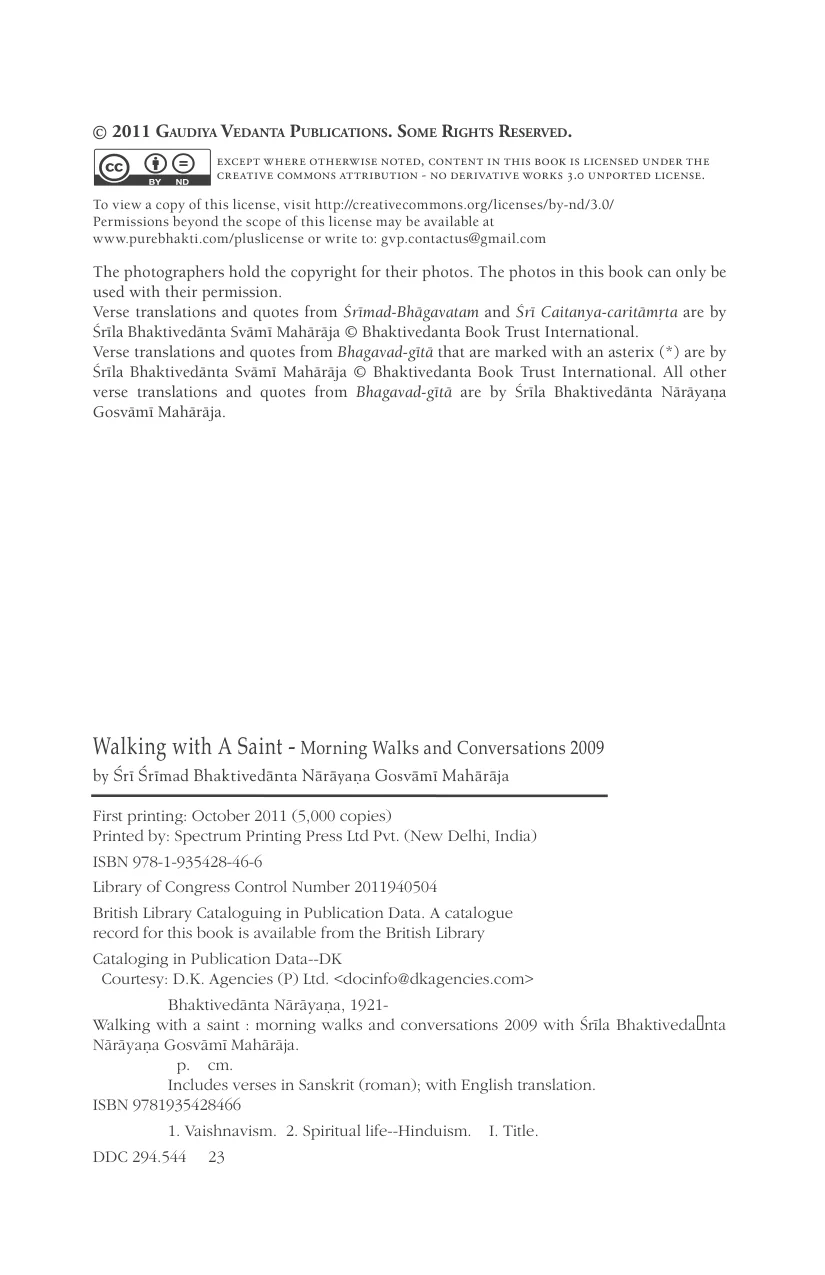 © 2011 Gaudiya Vedanta Publications. Some Rights Reserved.
cc BY ND
except where otherwise noted, content in this book is licensed under the
creative commons attribution - no derivative works 3.0 unported license.
To view a copy of this license, visit http://creativecommons.org/licenses/by-nd/3.0/
Permissions beyond the scope of this license may be available at
www.purebhakti.com/pluslicense or write to: gvp.contactus@gmail.com
The photographers hold the copyright for their photos. The photos in this book can only be
used with their permission.
Verse translations and quotes from Śrīmad-Bhāgavatam and Śrī Caitanya-caritāmṛta are by
Śrīla Bhaktivedānta Svāmī Mahārāja © Bhaktivedanta Book Trust International.
Verse translations and quotes from Bhagavad-gītā that are marked with an asterix (*) are by
Śrīla Bhaktivedānta Svāmī Mahārāja © Bhaktivedanta Book Trust International. All other
verse translations and quotes from Bhagavad-gītā are by Śrīla Bhaktivedānta Nārāyaṇa
Gosvāmī Mahārāja.
Walking with A Saint - Morning Walks and Conversations 2009
by Śrī Śrīmad Bhaktivedānta Nārāyaṇa Gosvāmī Mahārāja
First printing: October 2011 (5,000 copies)
Printed by: Spectrum Printing Press Ltd Pvt. (New Delhi, India)
ISBN 978-1-935428-46-6
Library of Congress Control Number 2011940504
British Library Cataloguing in Publication Data. A catalogue
record for this book is available from the British Library
Cataloging in Publication Data--DK
Courtesy: D.K. Agencies (P) Ltd. <docinfo@dkagencies.com>
Bhaktivedānta Nārāyaṇa, 1921-
Walking with a saint : morning walks and conversations 2009 with Śrīla Bhaktiveda▯nta
Nārāyaṇa Gosvāmī Mahārāja.
p. cm.
Includes verses in Sanskrit (roman); with English translation.
ISBN 9781935428466
1. Vaishnavism. 2. Spiritual life--Hinduism. I. Title.
DDC 294.544 23